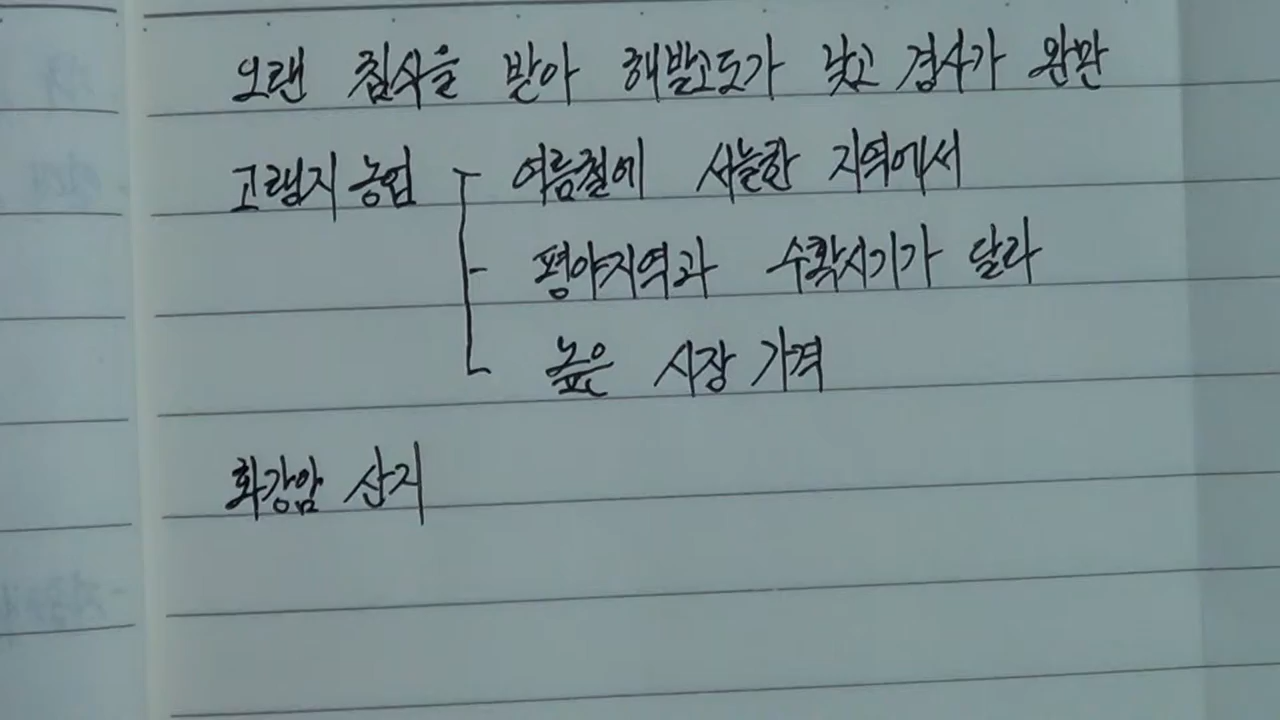 오랜 침식을 받아 해발고도가 낮고 경사가 완만
고랭지 농업 여름철에 서늘한 지역에서
평야지역과 수확시기가 달라
높은 시장 가격
화강암 산지